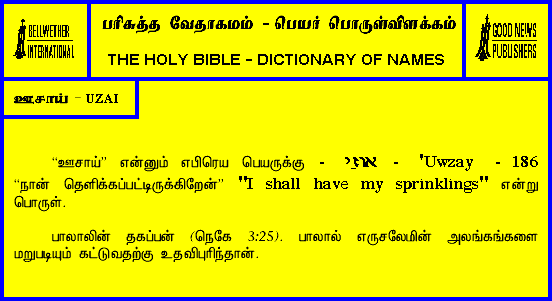 BELLWETHER
INTERNATIONAL
பரிசுத்த வேதாகமம் - பெயர் பொருள்விளக்கம்
THE HOLY BIBLE - DICTIONARY OF NAMES
GOOD NEWS
PUBLISHERS
ஊசாய் - UZAI
“ஊசாய்” என்னும் எபிரெய பெயருக்கு - אוּזַי - 'Uwzay - 186
“நான் தெளிக்கப்பட்டிருக்கிறேன்” "I shall have my sprinklings" என்று
பொருள்.
பாலாலின் தகப்பன் (நெகே 3:25). பாலால் எருசலேமின் அலங்கங்களை
மறுபடியும் கட்டுவதற்கு உதவிபுரிந்தான்.